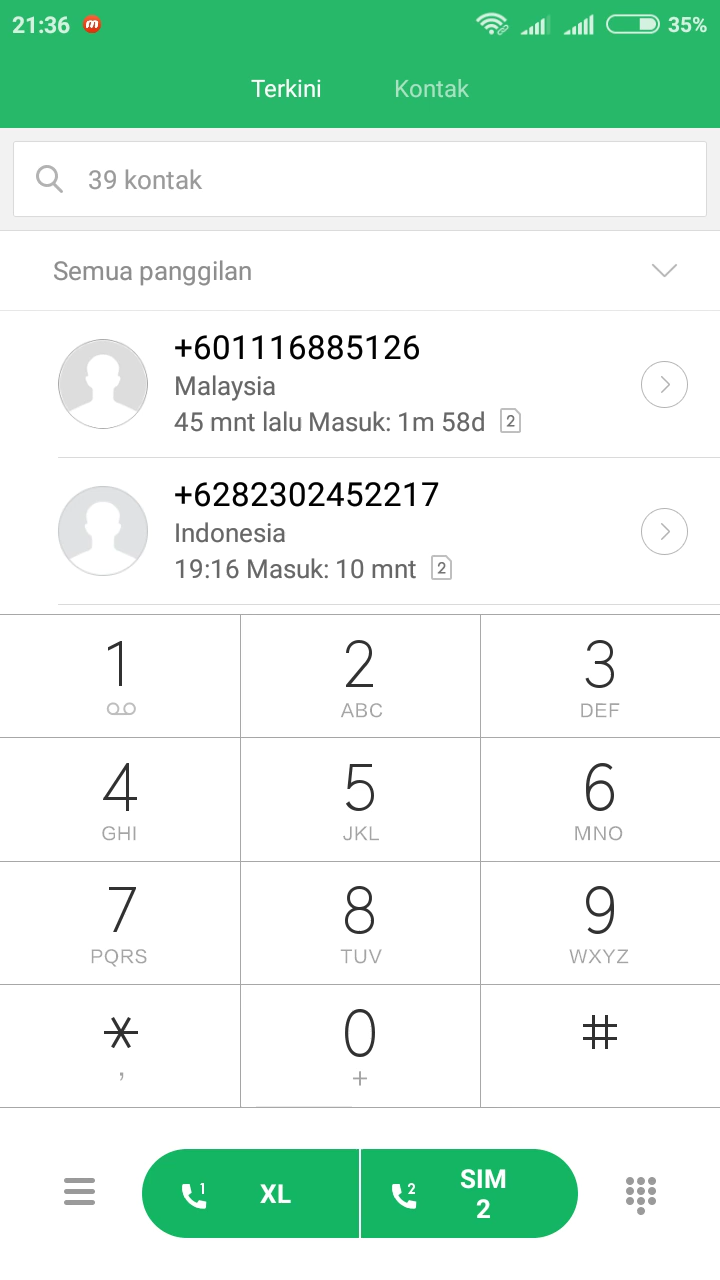 21:36 m 35%
Terkini Kontak
39 kontak
Semua panggilan
+601116885126
Malaysia
45 mnt lalu Masuk: 1m 58d 2
+6282302452217
Indonesia
19:16 Masuk: 10 mnt 2
1 2 3
ABC DEF
4 5 6
GHI JKL MNO
7 8 9
PQRS TUV WXYZ
* 0 #
, +
1 XL 2 SIM
2